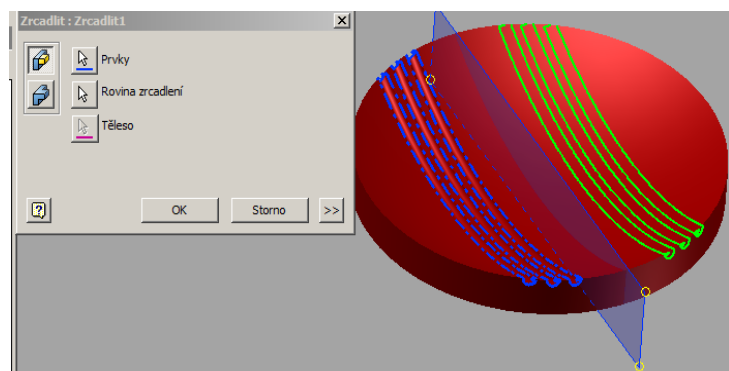 Zrcadlit : Zrcadlit1
Prvky
Rovina zrcadlení
Těleso
OK
Storno
>>